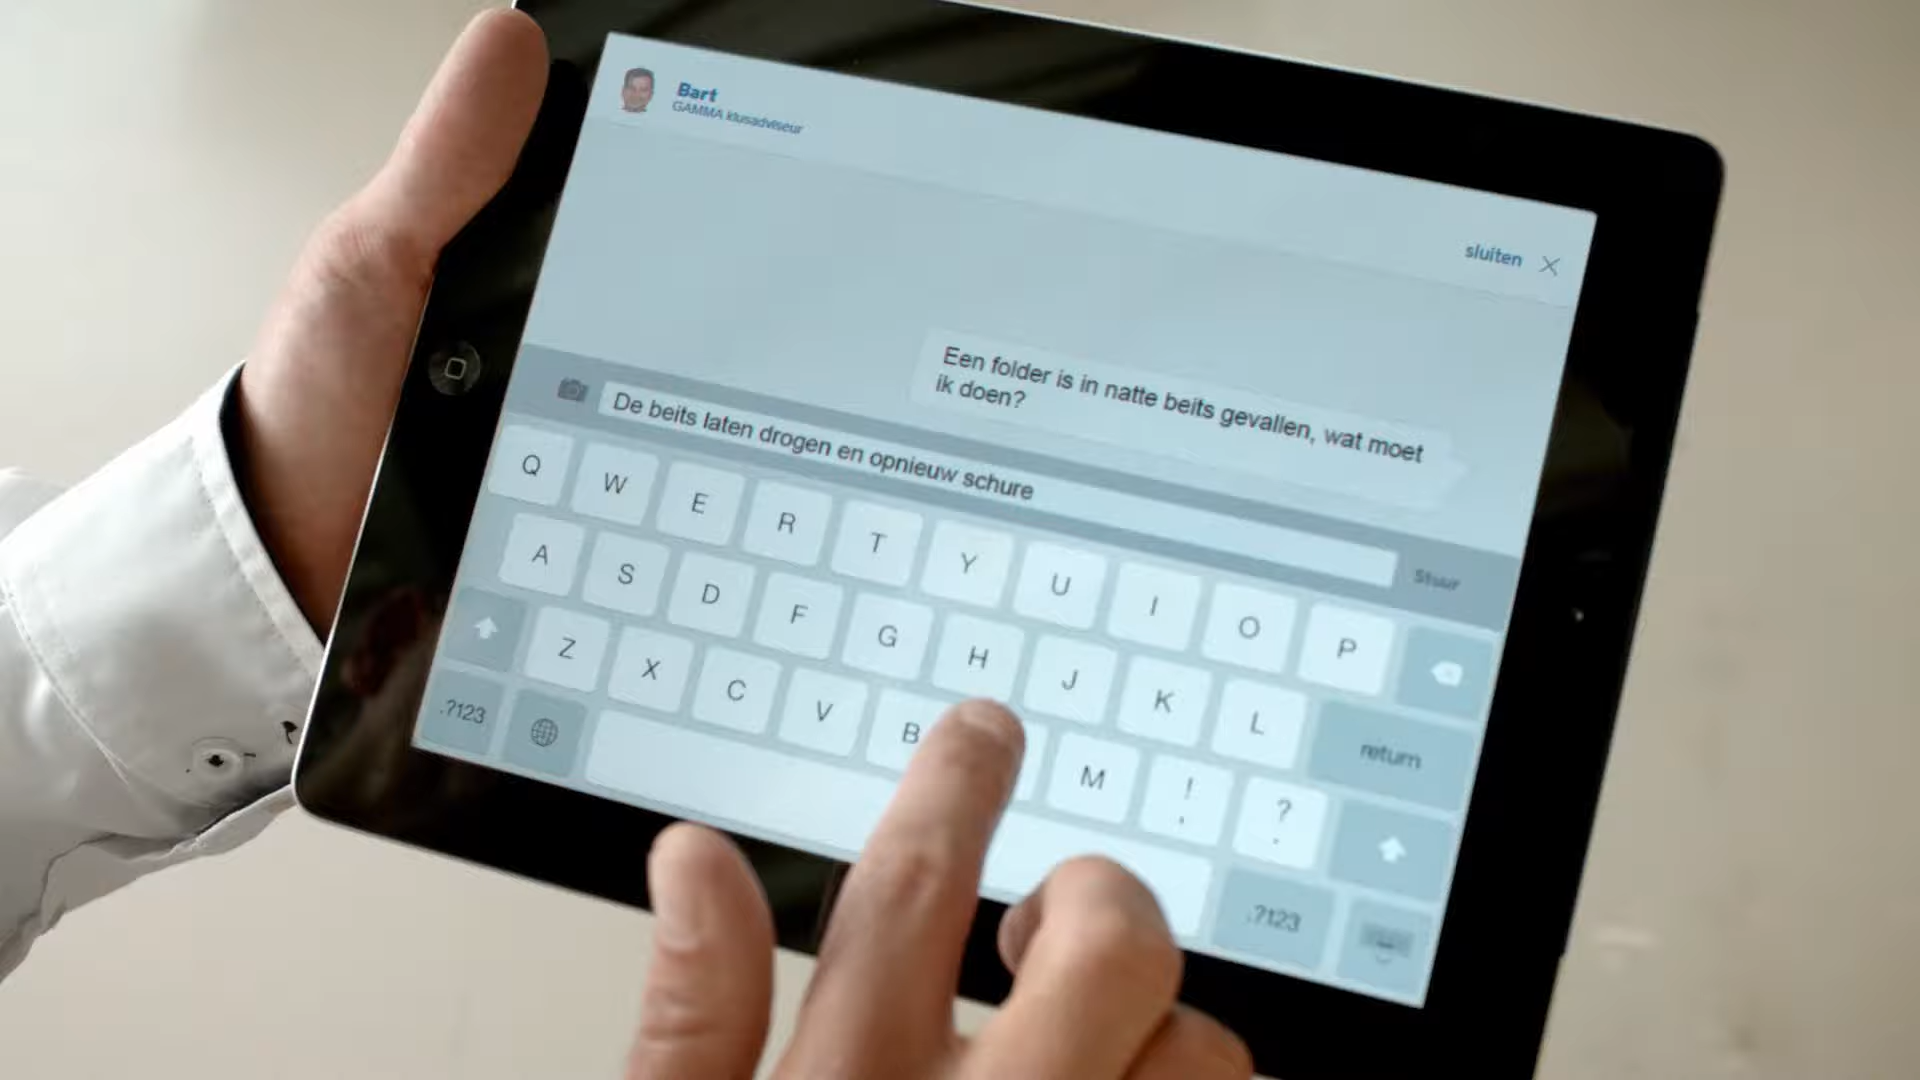 Bart
GAMMA klusadviseur
sluiten
Een folder is in natte beits gevallen, wat moet
ik doen?
De beits laten drogen en opnieuw schure
Stuur
Q W E R T Y U I O P
A S D F G H J K L return
Z X C V B M ! , ? .
.?123 .?123